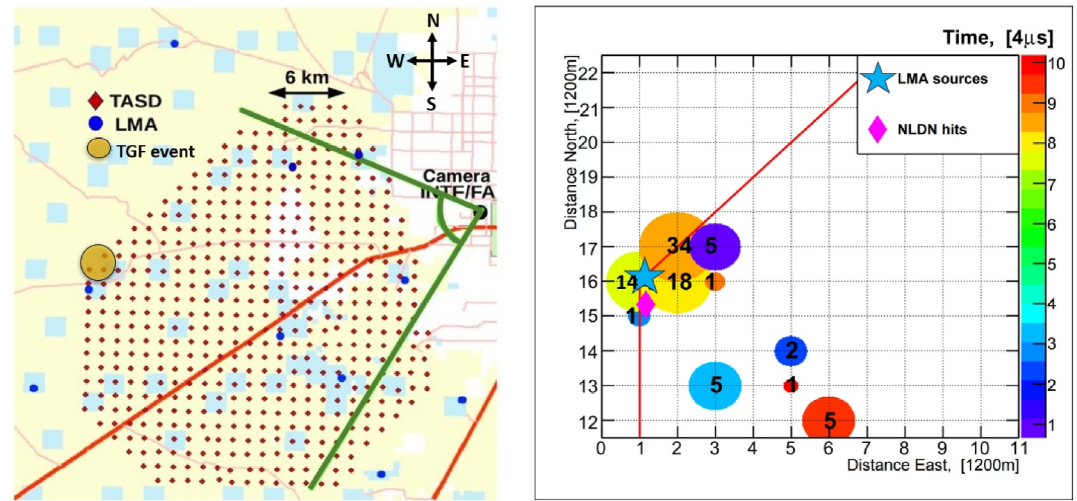 N
W E
S
6 km
TASD
LMA
TGF event
Camera
INTF/FA
Time, [4μs]
LMA sources
NLDN hits
Distance North, [1200m]
22
21
20
19
18
17
16
15
14
13
12
34 5
14 18 1
1
2
5 1
5
0 1 2 3 4 5 6 7 8 9 10 11
Distance East, [1200m]
10
9
8
7
6
5
4
3
2
1